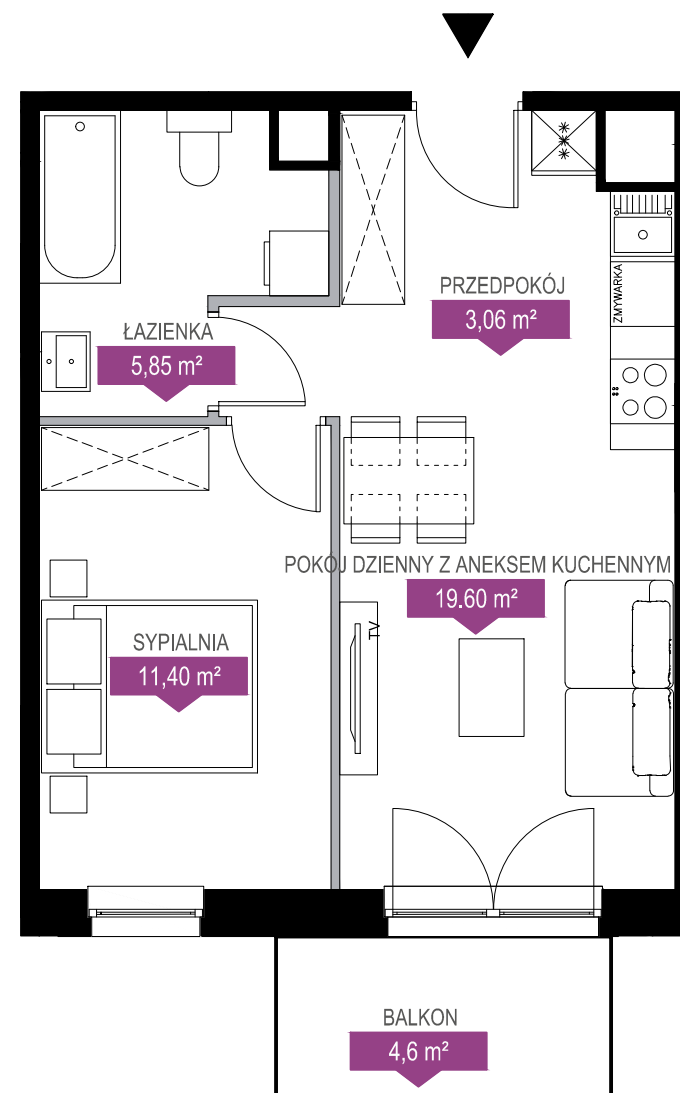 PRZEDPOKÓJ
3,06 m²
ZMYWARKA
ŁAZIENKA
5,85 m²
POKÓJ DZIENNY Z ANEKSEM KUCHENNYM
19.60 m²
TV
SYPIALNIA
11,40 m²
BALKON
4,6 m²